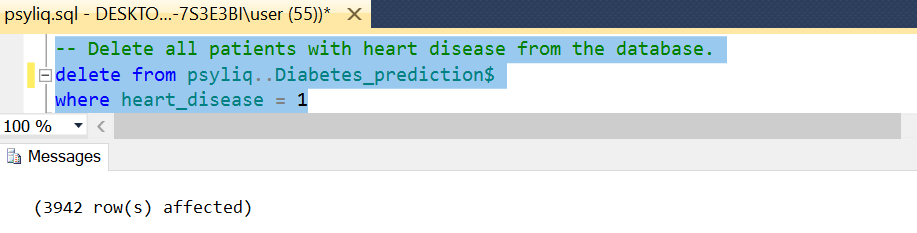 psyliq.sql - DESKTO...-7S3E3BI\user (55))* ✕
-- Delete all patients with heart disease from the database.
delete from psyliq..Diabetes_prediction$
where heart_disease = 1
100 %
Messages
(3942 row(s) affected)